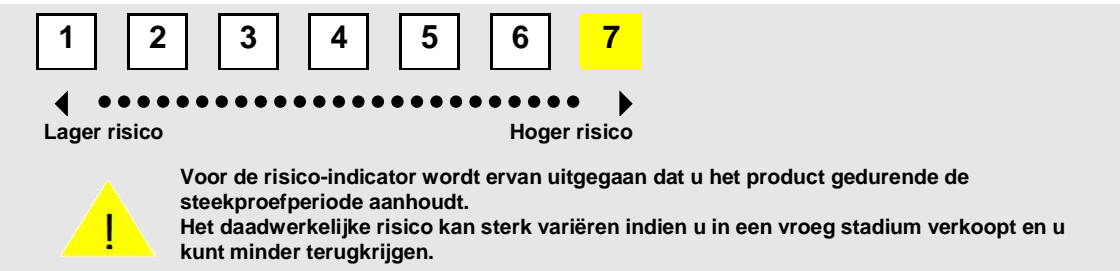 1 2 3 4 5 6 7
Lager risico Hoger risico
!
Voor de risico-indicator wordt ervan uitgegaan dat u het product gedurende de
steekproefperiode aanhoudt.
Het daadwerkelijke risico kan sterk variëren indien u in een vroeg stadium verkoopt en u
kunt minder terugkrijgen.